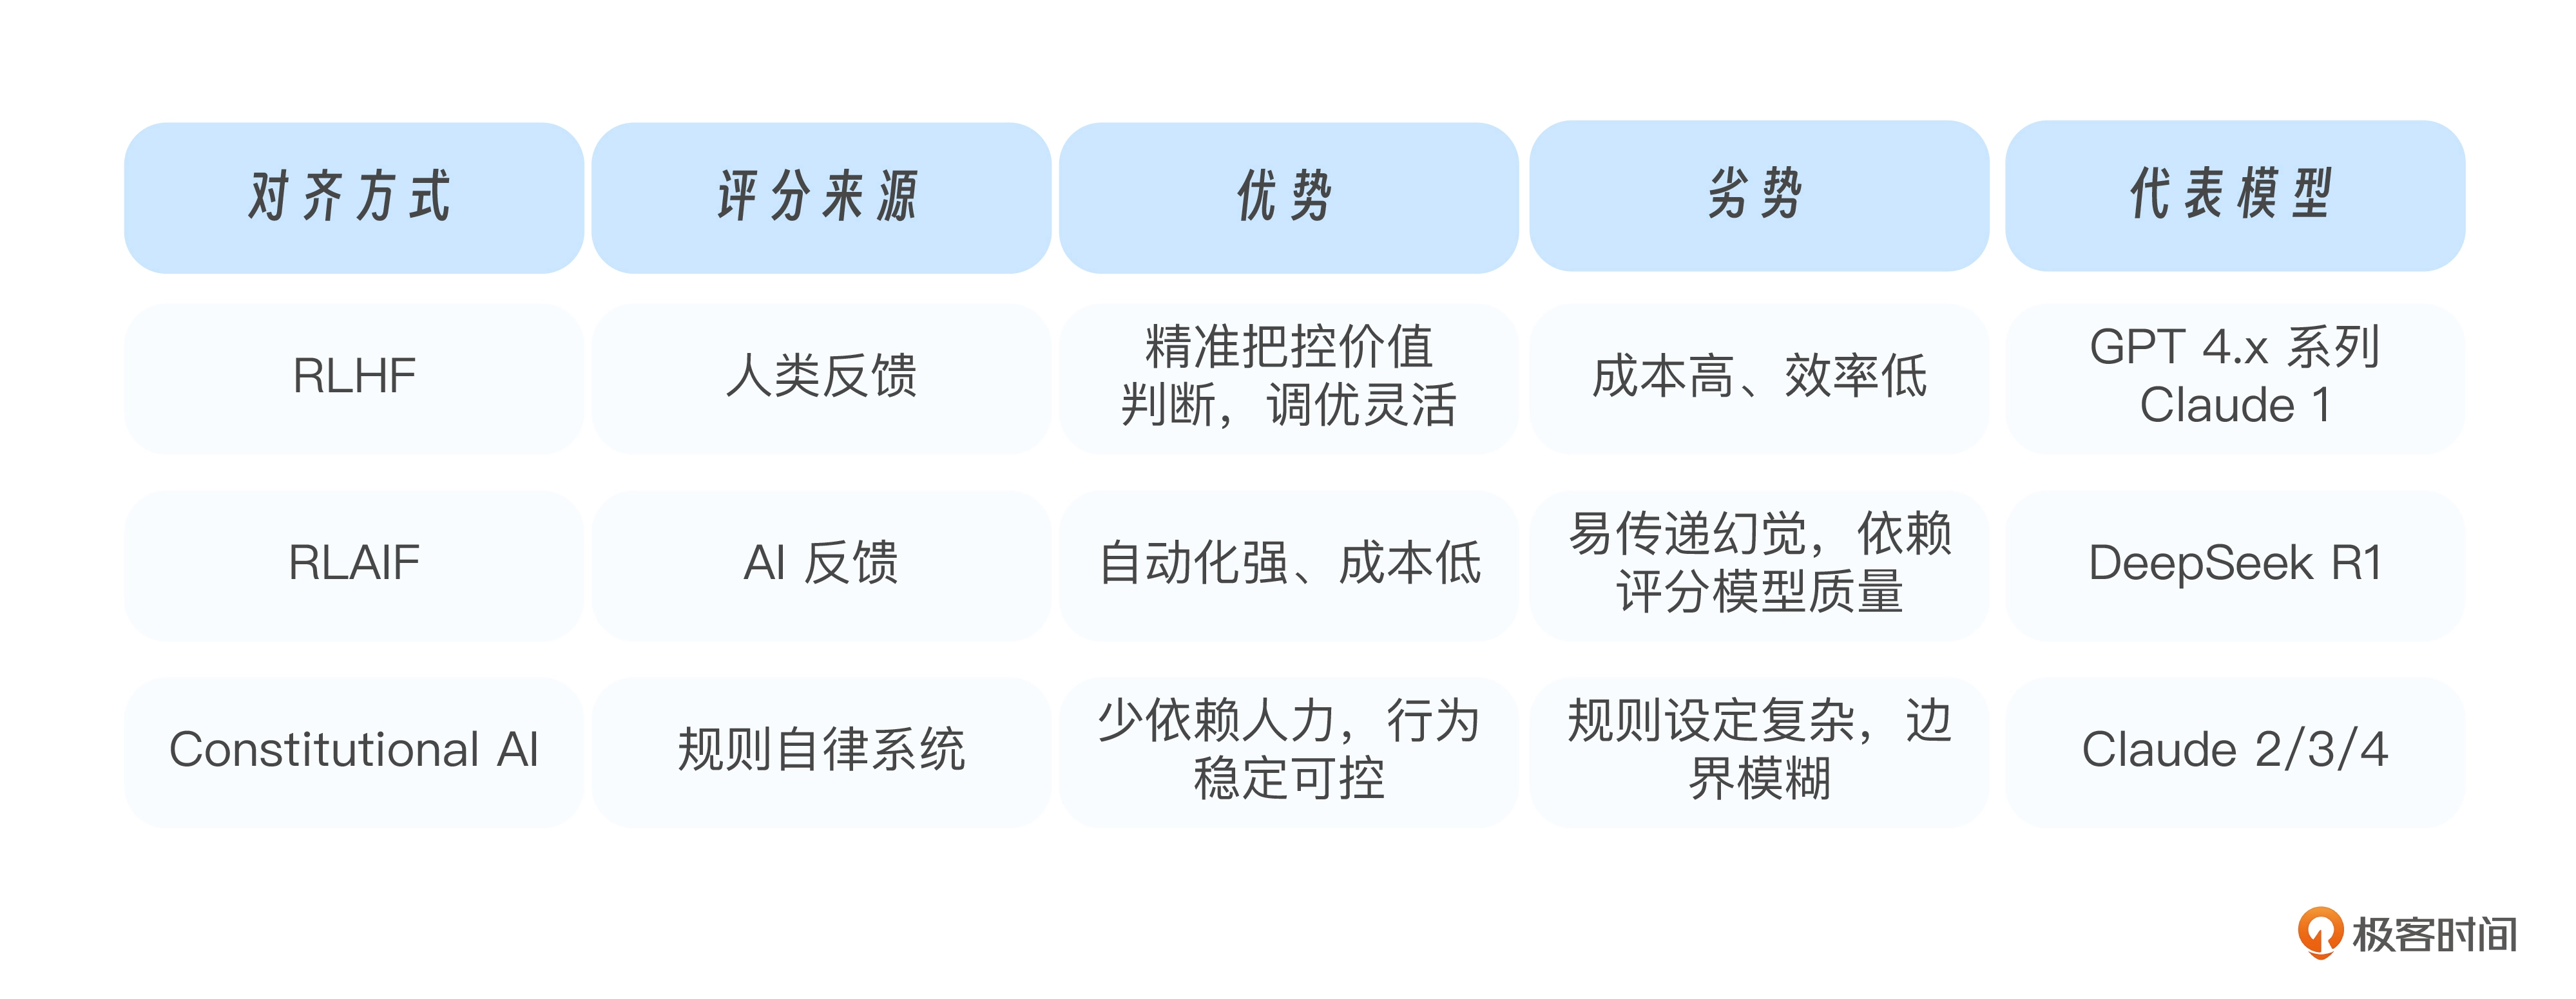 对齐方式
评分来源
优势
劣势
代表模型
RLHF
人类反馈
精准把控价值
判断，调优灵活
成本高、效率低
GPT 4.x 系列
Claude 1
RLAIF
AI 反馈
自动化强、成本低
易传递幻觉，依赖
评分模型质量
DeepSeek R1
Constitutional AI
规则自律系统
少依赖人力，行为
稳定可控
规则设定复杂，边
界模糊
Claude 2/3/4
极客时间